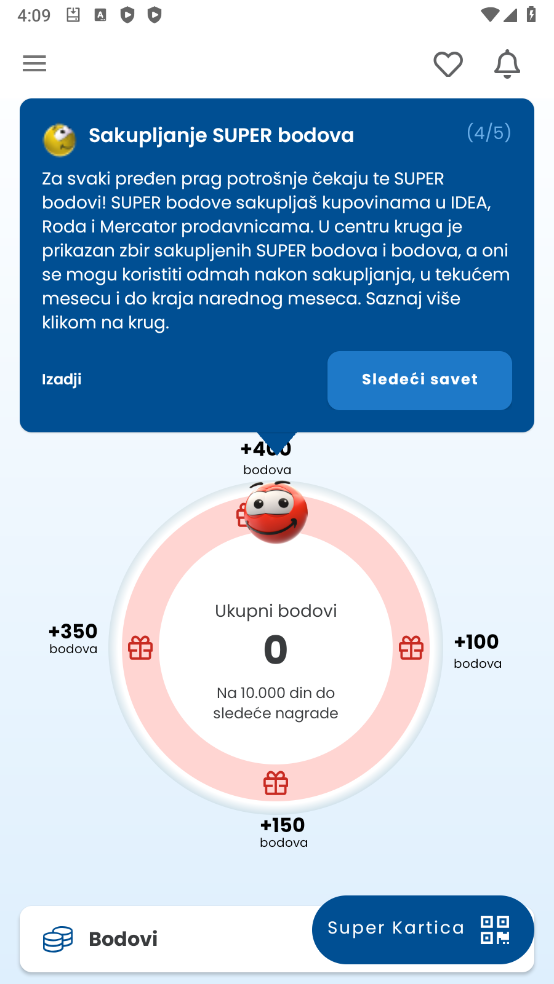 4:09
Sakupljanje SUPER bodova
(4/5)
Za svaki pređen prag potrošnje čekaju te SUPER
bodovi! SUPER bodove sakupljaš kupovinama u IDEA,
Roda i Mercator prodavnicama. U centru kruga je
prikazan zbir sakupljenih SUPER bodova i bodova, a oni
se mogu koristiti odmah nakon sakupljanja, u tekućem
mesecu i do kraja narednog meseca. Saznaj više
klikom na krug.
Izadji
Sledeći savet
+400
bodova
+350
bodova
Ukupni bodovi
0
Na 10.000 din do
sledeće nagrade
+100
bodova
+150
bodova
Bodovi
Super Kartica